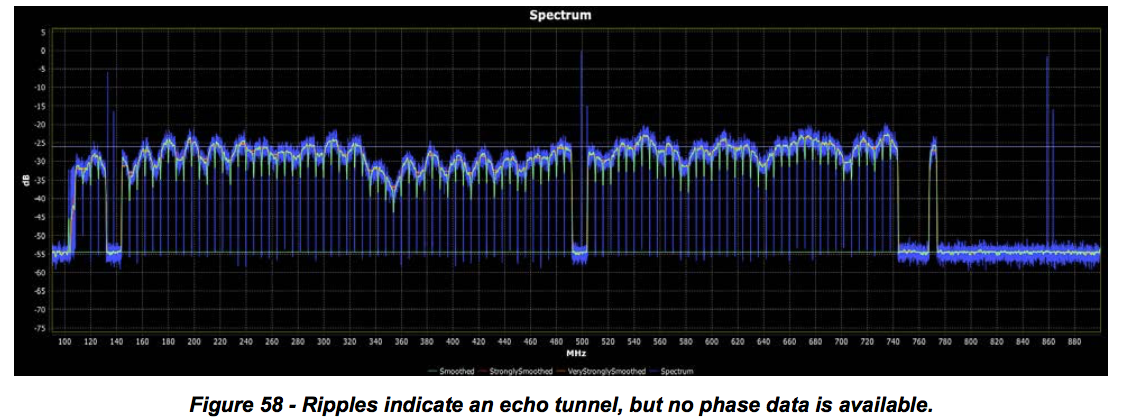 Spectrum
5
0
-5
-10
-15
-20
-25
-30
-35
-40
-45
-50
-55
-60
-65
-70
-75
dB
100 120 140 160 180 200 220 240 260 280 300 320 340 360 380 400 420 440 460 480 500 520 540 560 580 600 620 640 660 680 700 720 740 760 780 800 820 840 860 880
MHz
Smoothed StronglySmoothed VeryStronglySmoothed Spectrum
Figure 58 - Ripples indicate an echo tunnel, but no phase data is available.